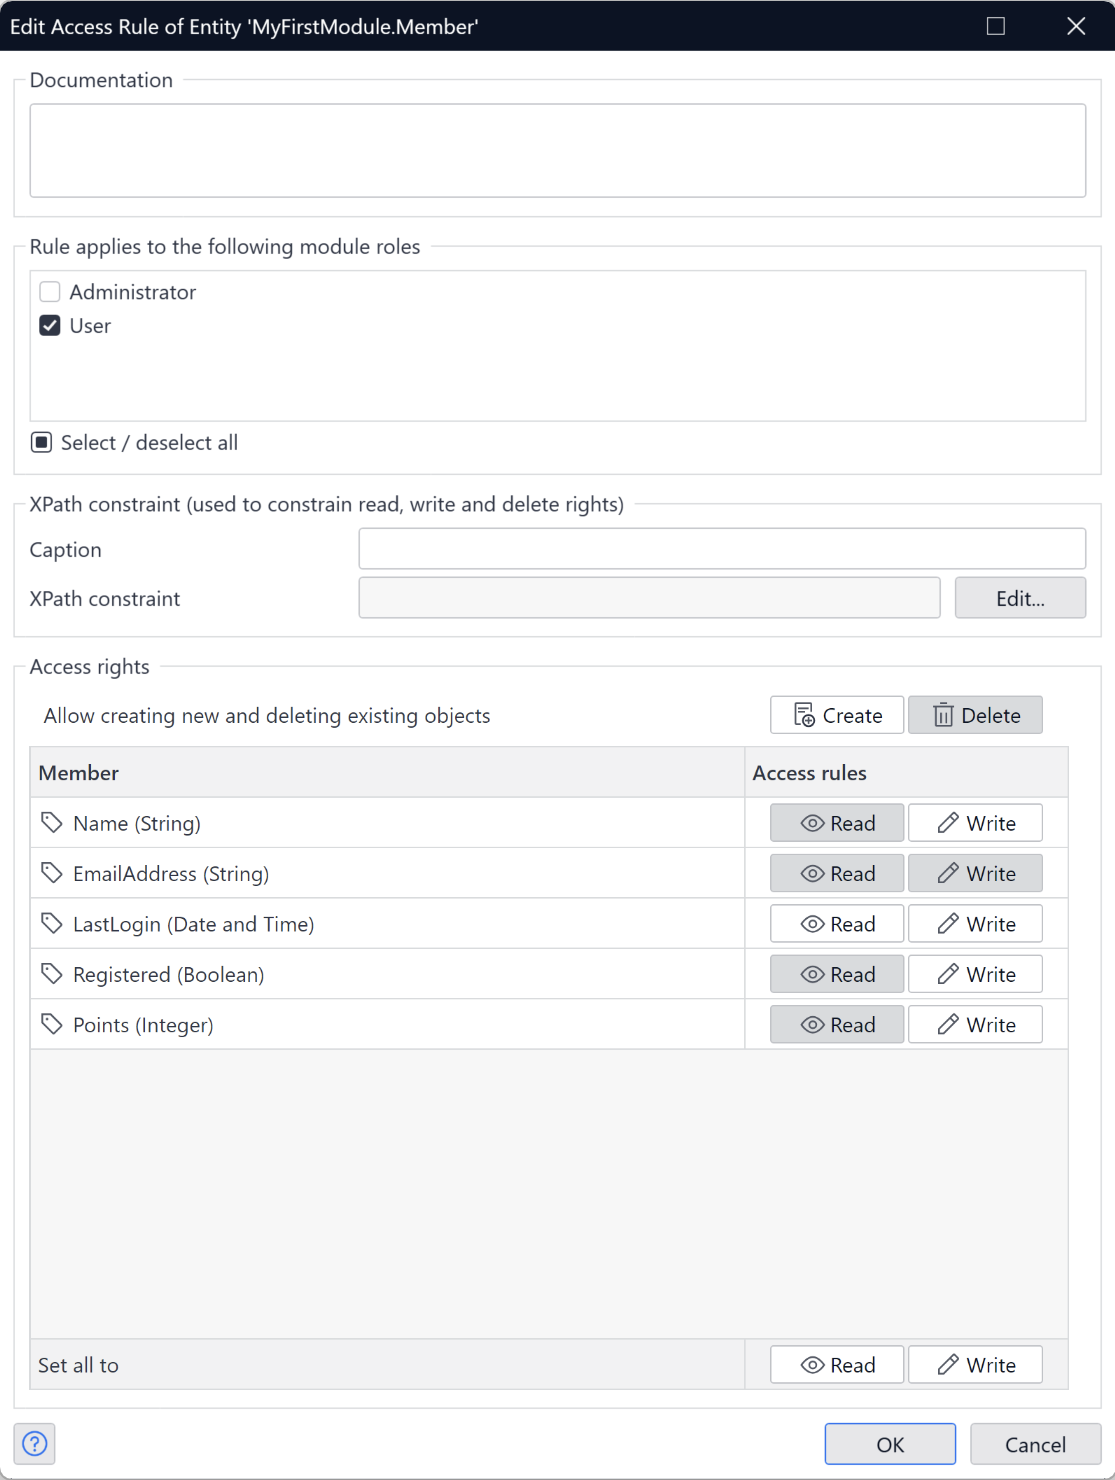 Edit Access Rule of Entity 'MyFirstModule.Member'
Documentation
Rule applies to the following module roles
Administrator
User
Select / deselect all
XPath constraint (used to constrain read, write and delete rights)
Caption
XPath constraint Edit...
Access rights
Allow creating new and deleting existing objects Create Delete
Member Access rules
Name (String) Read Write
EmailAddress (String) Read Write
LastLogin (Date and Time) Read Write
Registered (Boolean) Read Write
Points (Integer) Read Write
Set all to Read Write
? OK Cancel